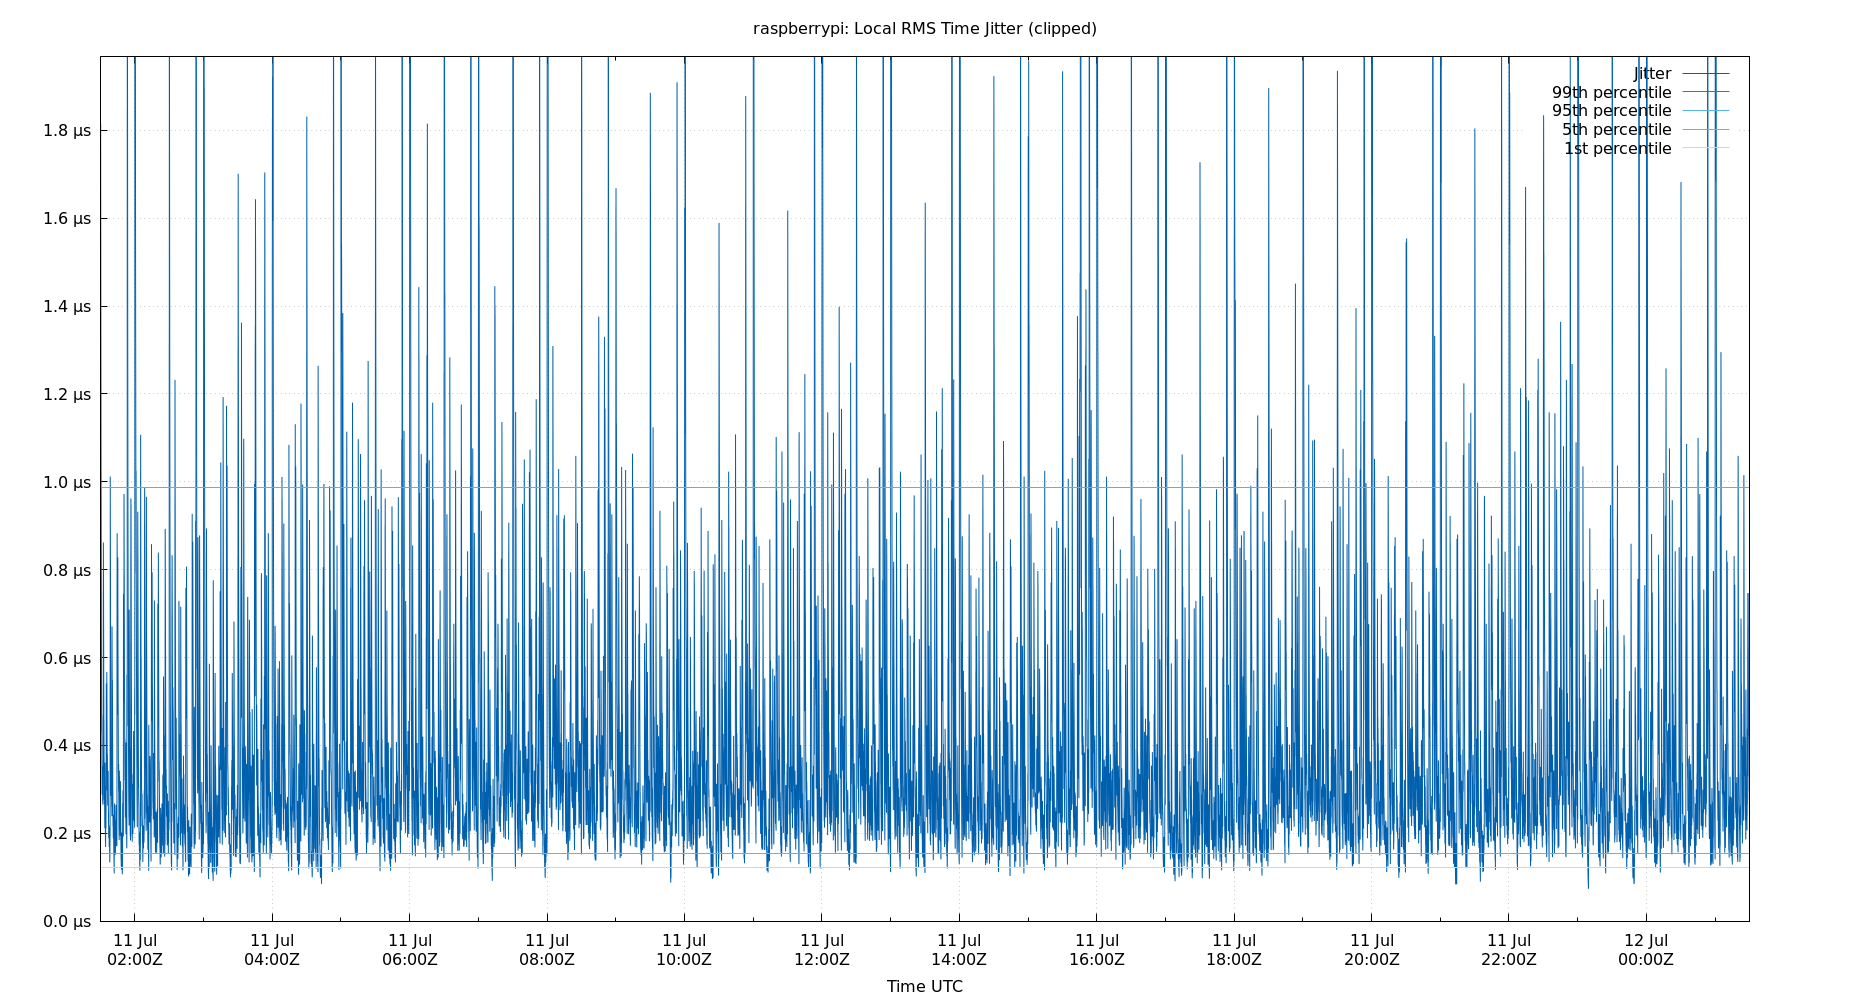 raspberrypi: Local RMS Time Jitter (clipped)
Jitter
99th percentile
95th percentile
5th percentile
1st percentile
1.8 µs
1.6 µs
1.4 µs
1.2 µs
1.0 µs
0.8 µs
0.6 µs
0.4 µs
0.2 µs
0.0 µs
11 Jul 11 Jul 11 Jul 11 Jul 11 Jul 11 Jul 11 Jul 11 Jul 11 Jul 11 Jul 11 Jul 12 Jul
02:00Z 04:00Z 06:00Z 08:00Z 10:00Z 12:00Z 14:00Z 16:00Z 18:00Z 20:00Z 22:00Z 00:00Z
Time UTC